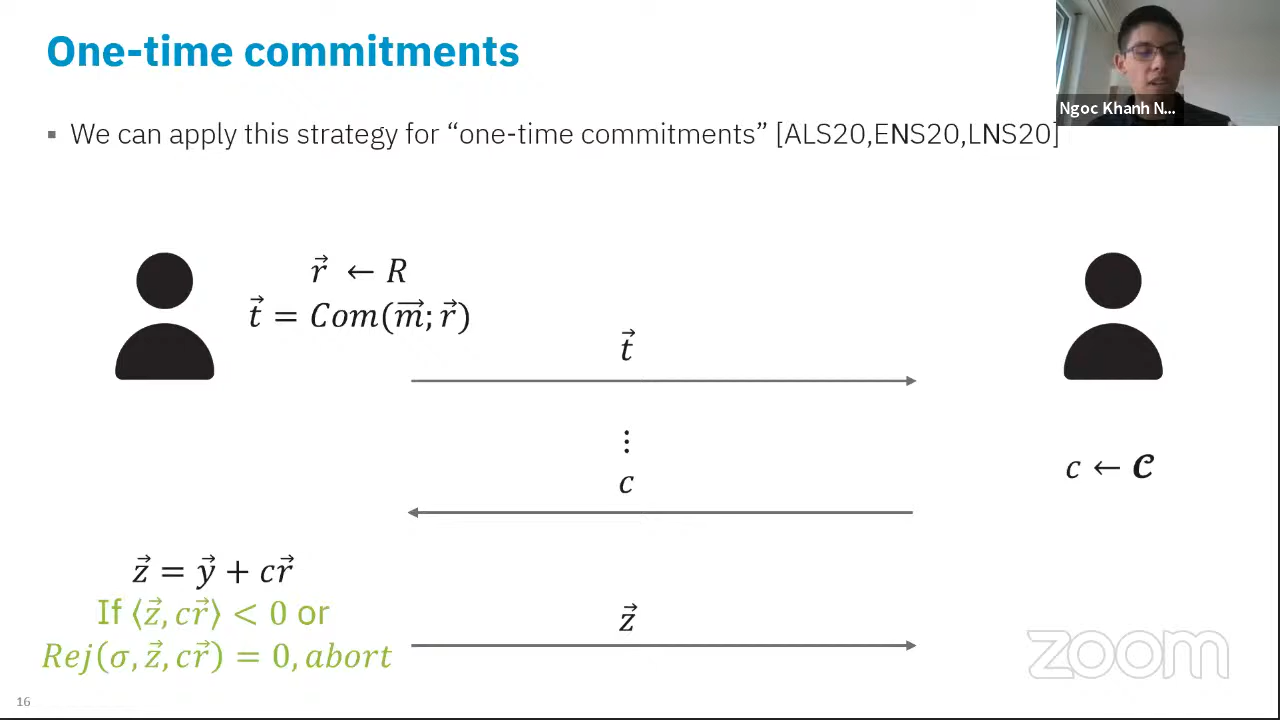 One-time commitments
Ngoc Khanh N...
▪ We can apply this strategy for “one-time commitments” [ALS20,ENS20,LNS20]
r⃗ ← R
t⃗ = Com(m⃗; r⃗)
t⃗
⋮
c
c ← 𝓒
z⃗ = y⃗ + cr⃗
If ⟨z⃗, cr⃗⟩ < 0 or
z⃗
Rej(σ, z⃗, cr⃗) = 0, abort
zoom
16